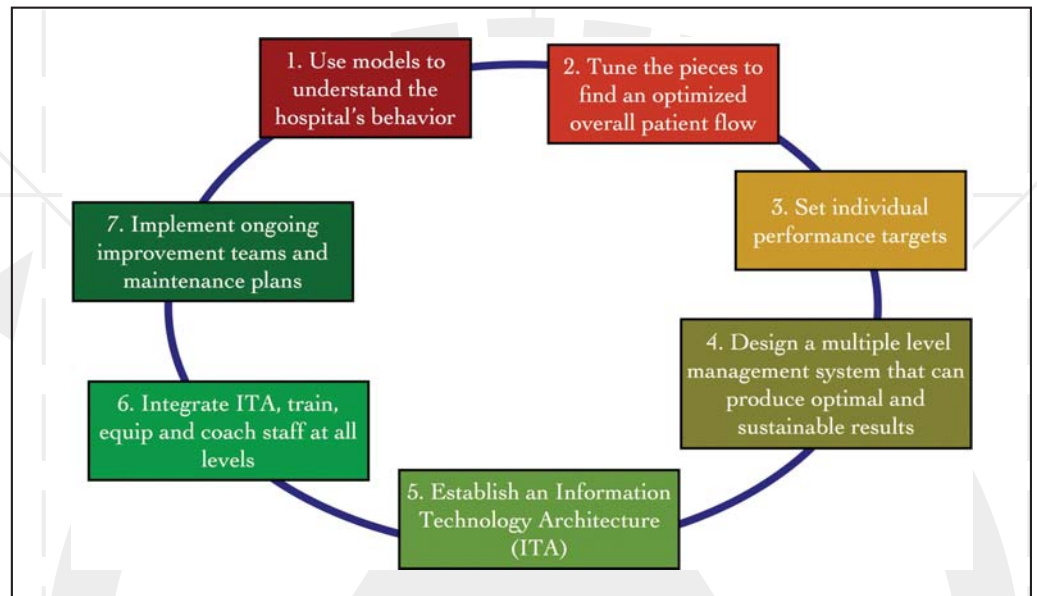 1. Use models to
understand the
hospital's behavior
2. Tune the pieces to
find an optimized
overall patient flow
3. Set individual
performance targets
4. Design a multiple level
management system that can
produce optimal and
sustainable results
5. Establish an Information
Technology Architecture
(ITA)
6. Integrate ITA, train,
equip and coach staff at all
levels
7. Implement ongoing
improvement teams and
maintenance plans